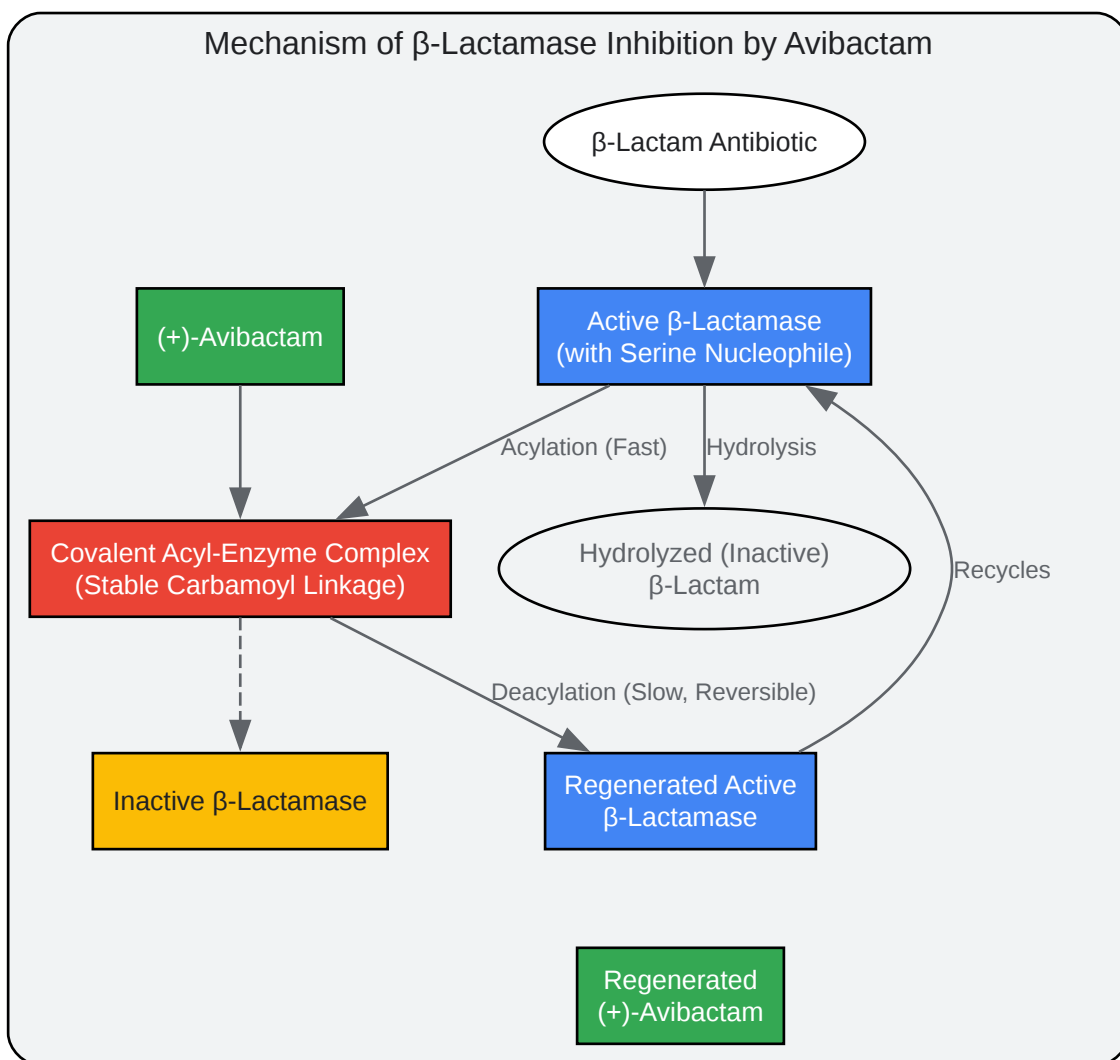 Mechanism of β-Lactamase Inhibition by Avibactam
β-Lactam Antibiotic
(+)-Avibactam
Active β-Lactamase
(with Serine Nucleophile)
Acylation (Fast)
Hydrolysis
Covalent Acyl-Enzyme Complex
(Stable Carbamoyl Linkage)
Hydrolyzed (Inactive)
β-Lactam
Recycles
Deacylation (Slow, Reversible)
Inactive β-Lactamase
Regenerated Active
β-Lactamase
Regenerated
(+)-Avibactam